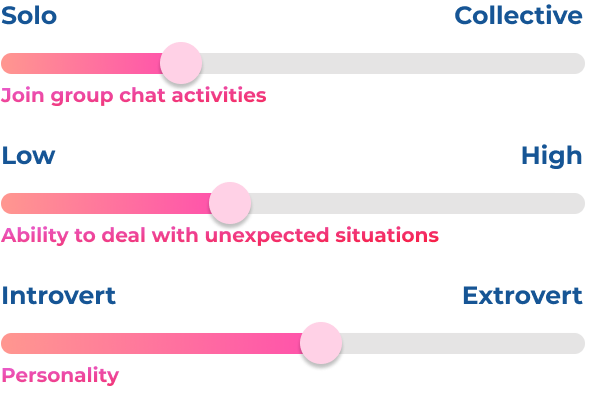 Solo Collective
Join group chat activities
Low High
Ability to deal with unexpected situations
Introvert Extrovert
Personality